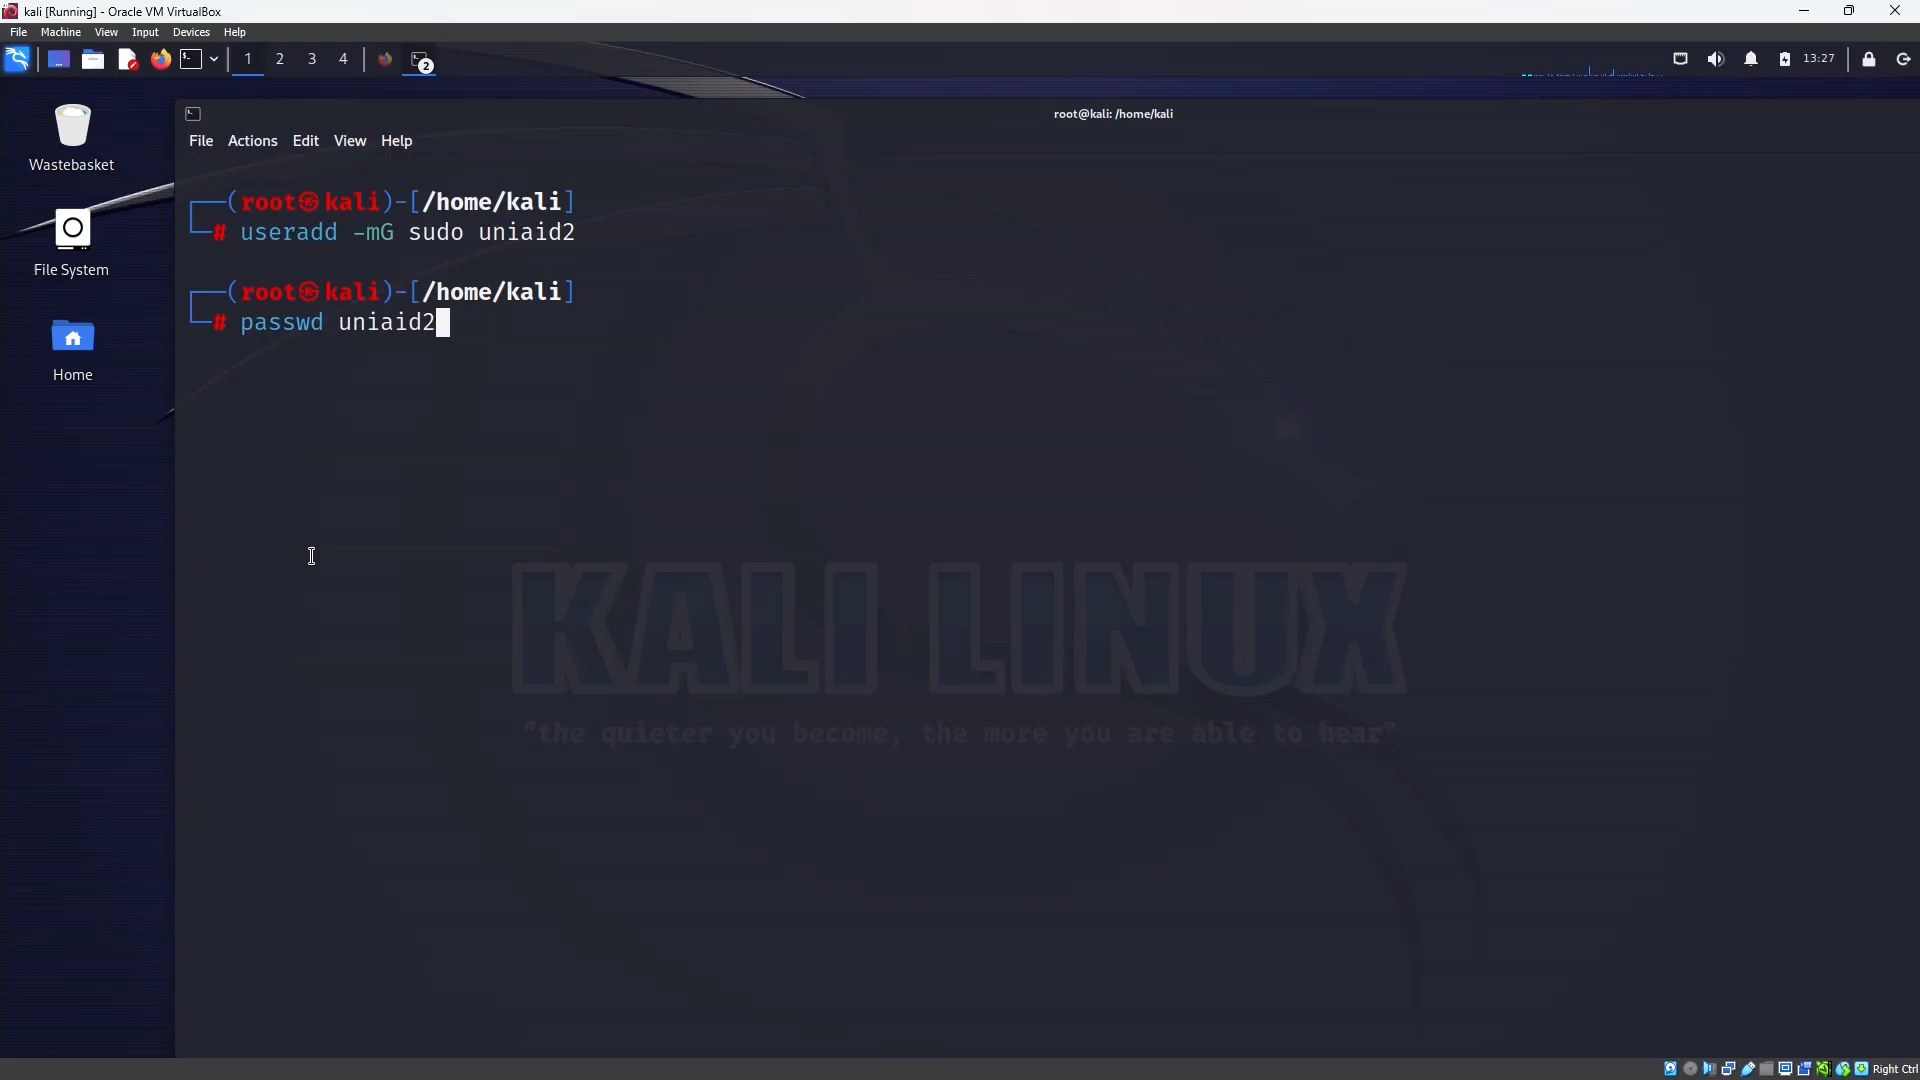 kali [Running] - Oracle VM VirtualBox
File Machine View Input Devices Help
1 2 3 4 2 13:27
root@kali: /home/kali
Wastebasket
File Actions Edit View Help
┌──(root㉿kali)-[/home/kali]
└─# useradd -mG sudo uniaid2
File System
┌──(root㉿kali)-[/home/kali]
└─# passwd uniaid2
Home
KALI LINUX
"the quieter you become, the more you are able to hear"
Right Ctrl